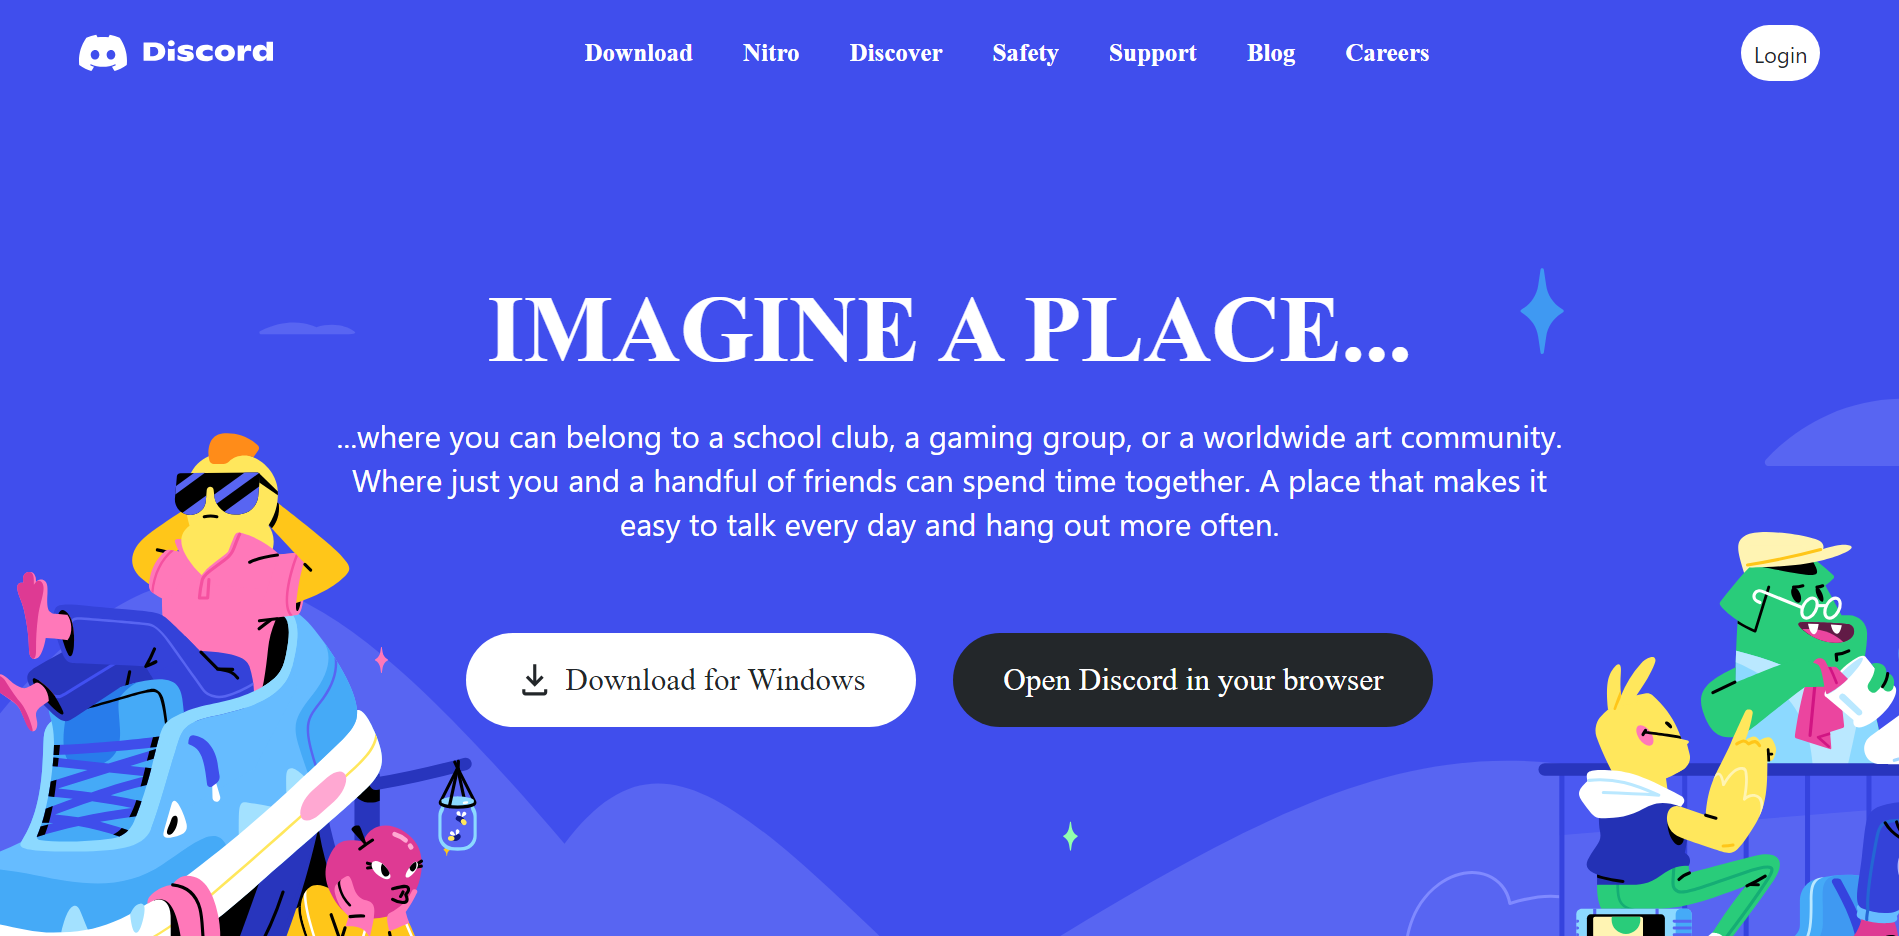 Discord
Download Nitro Discover Safety Support Blog Careers
Login
IMAGINE A PLACE...
...where you can belong to a school club, a gaming group, or a worldwide art community.
Where just you and a handful of friends can spend time together. A place that makes it
easy to talk every day and hang out more often.
Download for Windows
Open Discord in your browser